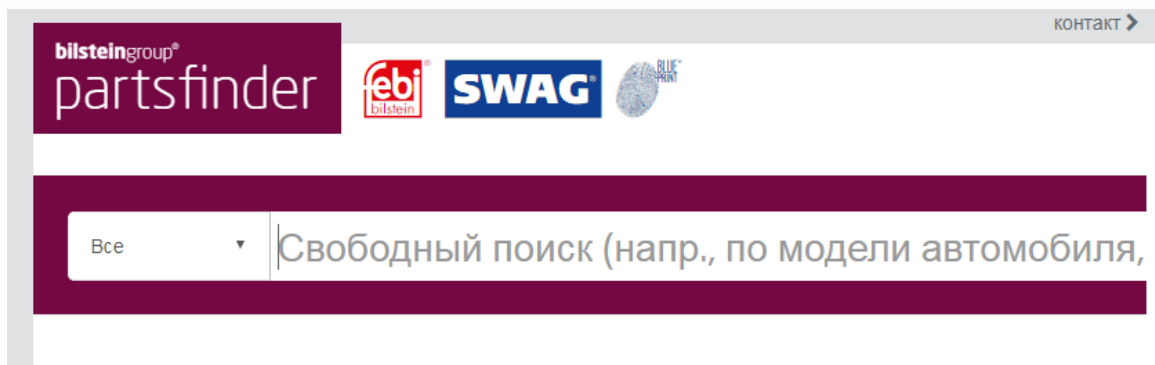 контакт
bilsteingroup®
partsfinder
febi®
bilstein
SWAG®
BLUE
PRINT
Все
Свободный поиск (напр., по модели автомобиля,